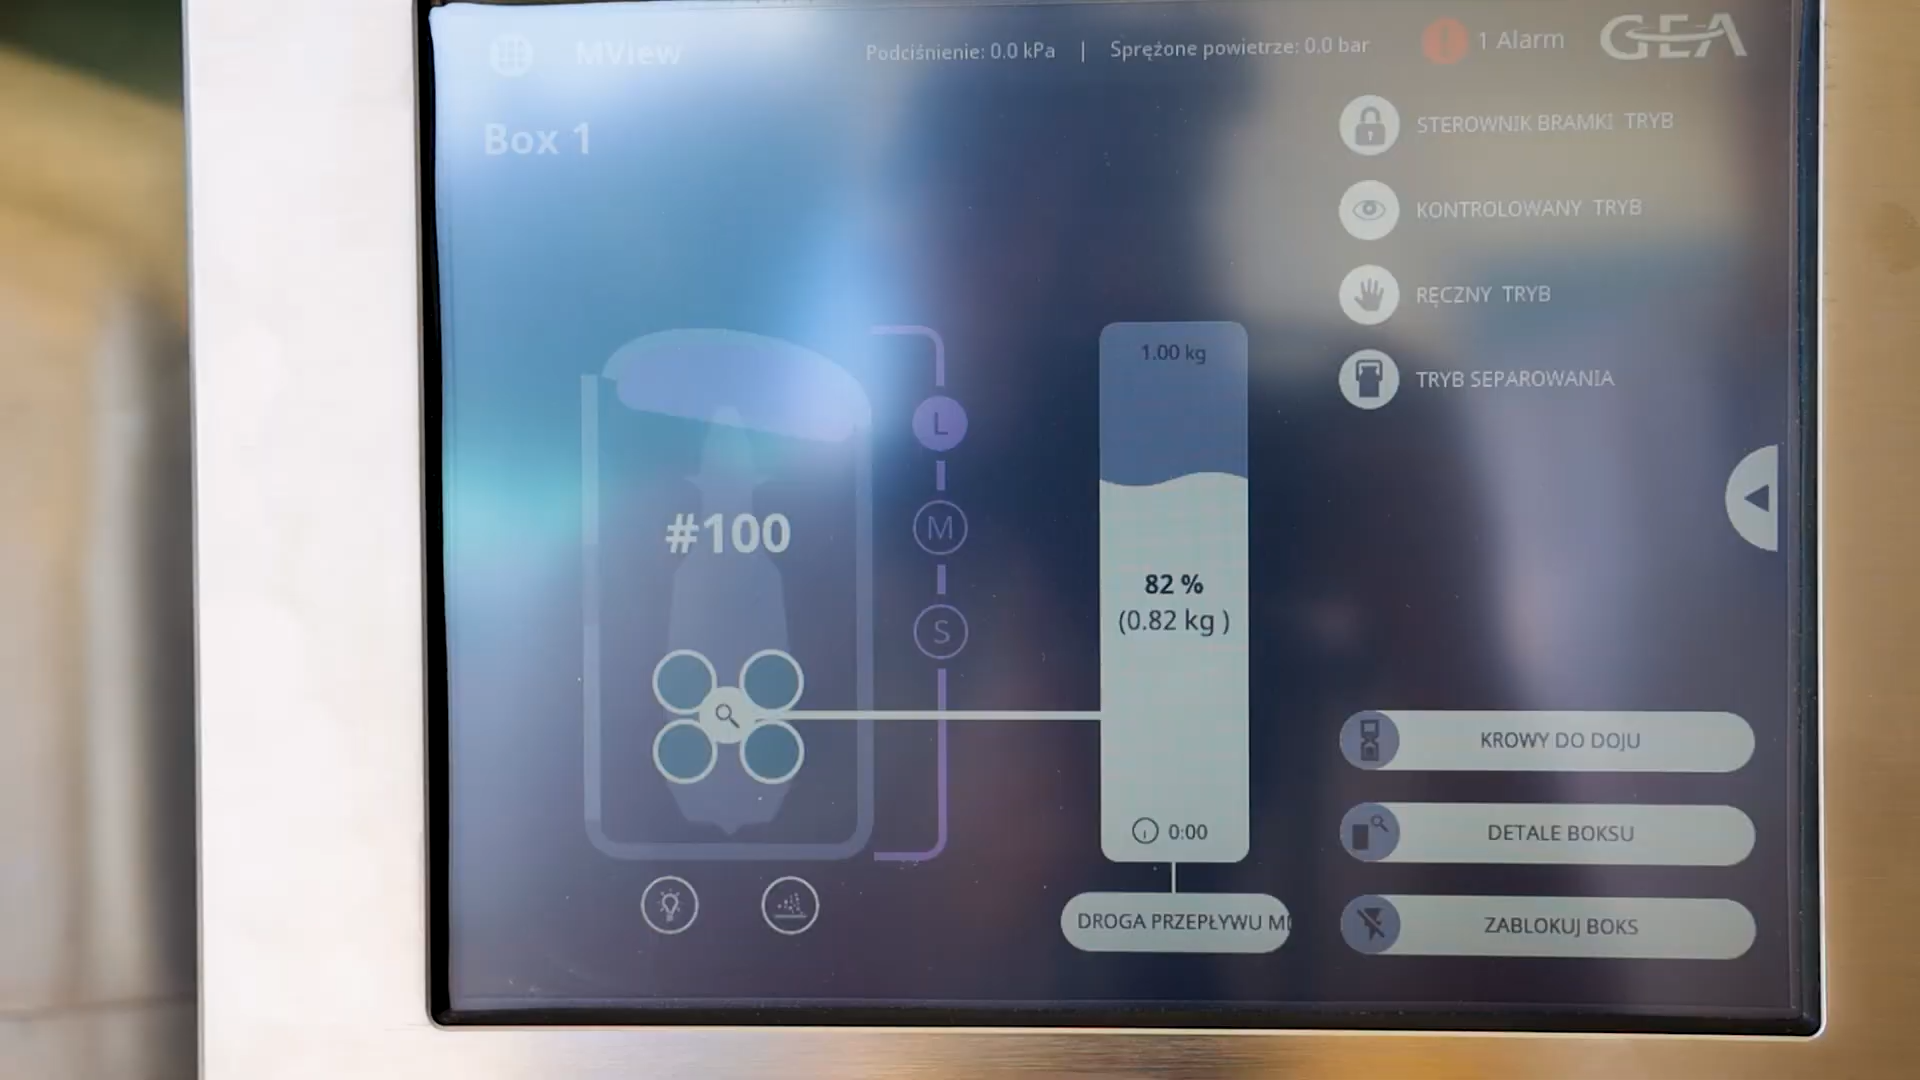 MView
Podciśnienie: 0.0 kPa | Sprężone powietrze: 0.0 bar
1 Alarm
GEA
Box 1
STEROWNIK BRAMKI TRYB
KONTROLOWANY TRYB
RĘCZNY TRYB
TRYB SEPAROWANIA
1.00 kg
L
M
S
#100
82 %
(0.82 kg )
0:00
DROGA PRZEPŁYWU
KROWY DO DOJU
DETALE BOKSU
ZABLOKUJ BOKS